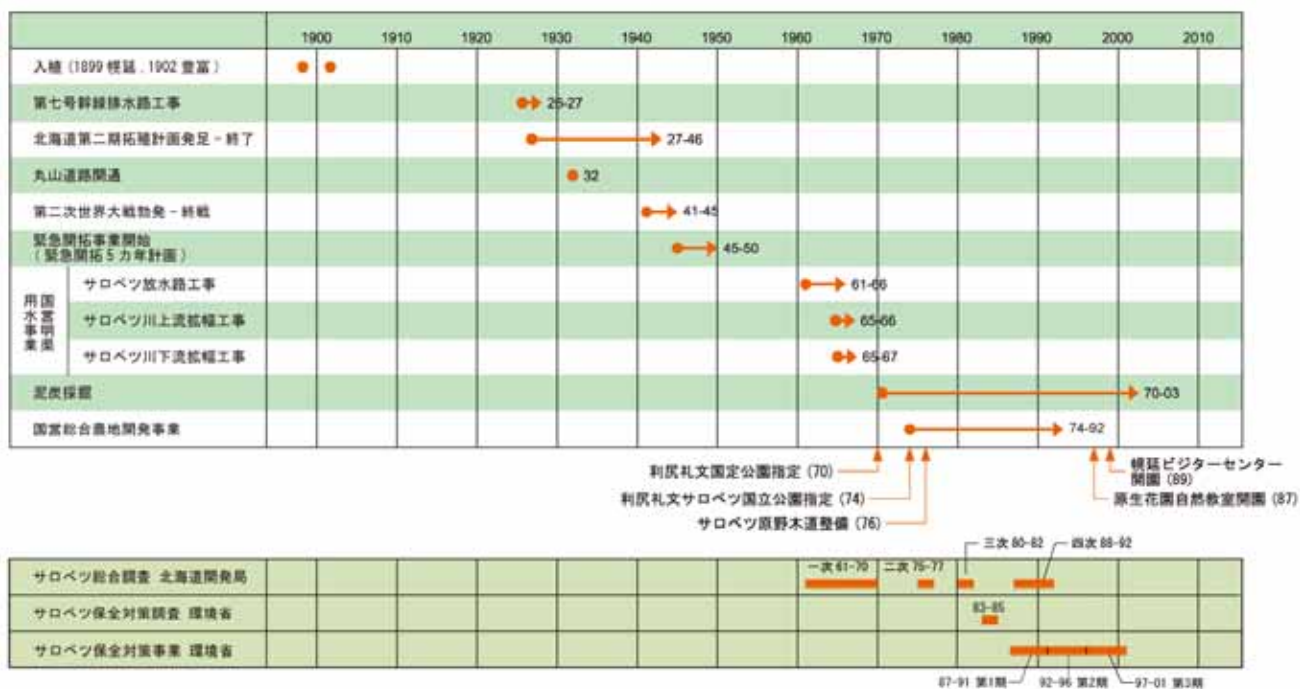 1900 1910 1920 1930 1940 1950 1960 1970 1980 1990 2000 2010
入植（1899 幌延，1902 豊富）
第七号幹線排水路工事 26-27
北海道第二期拓殖計画発足－終了 27-46
丸山道路開通 32
第二次世界大戦勃発－終戦 41-45
緊急開拓事業開始
（緊急開拓5カ年計画） 45-50
国営明渠
用水事業
サロベツ放水路工事 61-66
サロベツ川上流拡幅工事 65-66
サロベツ川下流拡幅工事 65-67
泥炭採掘 70-03
国営総合農地開発事業 74-92
利尻礼文国定公園指定 (70)
利尻礼文サロベツ国立公園指定 (74)
サロベツ原野木道整備 (76)
幌延ビジターセンター
開園 (89)
原生花園自然教室開園 (87)
三次 80-82 四次 88-92
サロベツ総合調査 北海道開発局 一次 61-70 二次 75-77
サロベツ保全対策調査 環境省 83-85
サロベツ保全対策事業 環境省
87-91 第1期 92-96 第2期 97-01 第3期